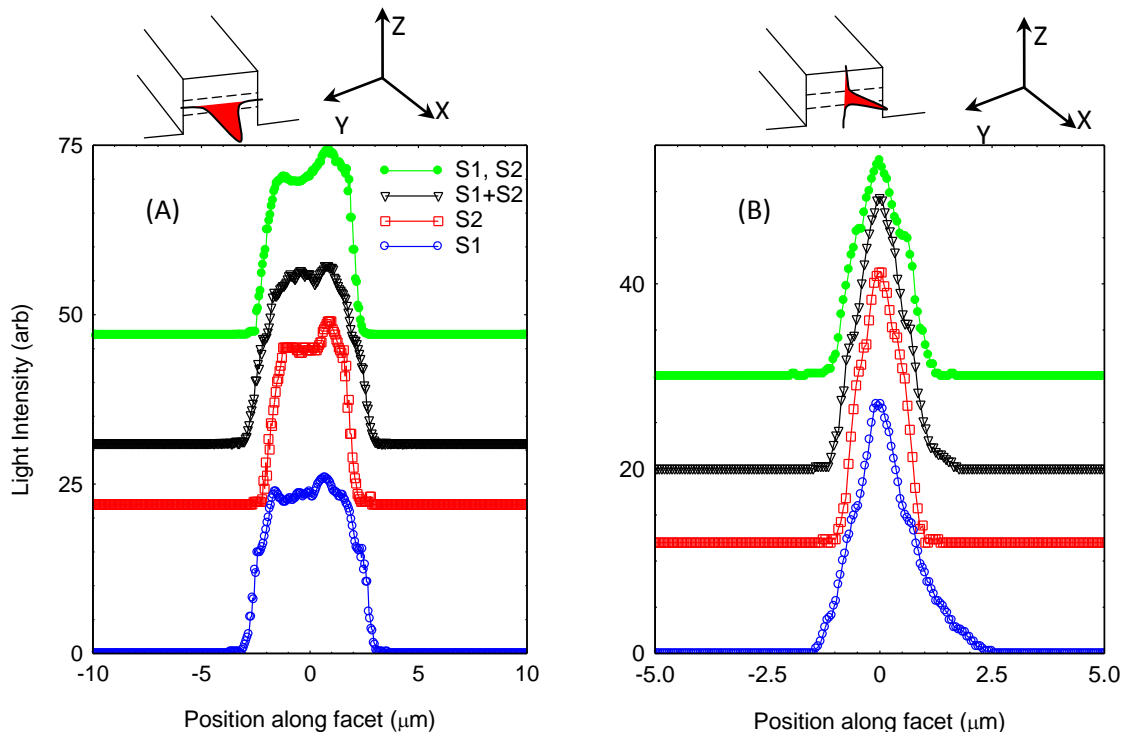 Z
X
Y
Z
X
Y
75
50
25
0
Light Intensity (arb)
(A)
S1, S2
S1+S2
S2
S1
-10
-5
0
5
10
Position along facet (μm)
40
20
0
(B)
-5.0
-2.5
0
2.5
5.0
Position along facet (μm)